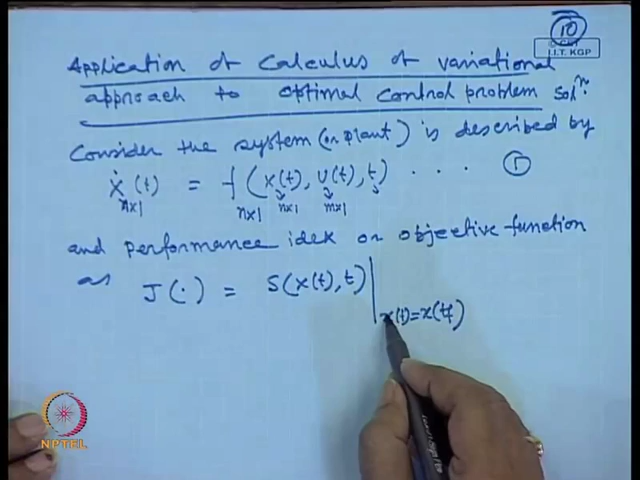 10
I.I.T. KGP
Application of Calculus of variational
approach to optimal control problem solⁿ:
Consider the system (or plant) is described by
ẋ(t) = f(x(t), u(t), t) . . . ①
n×1 n×1 n×1 m×1
and performance idex or objective-function
as J(·) = S(x(t), t)|
x(t)=x(tf)
NPTEL